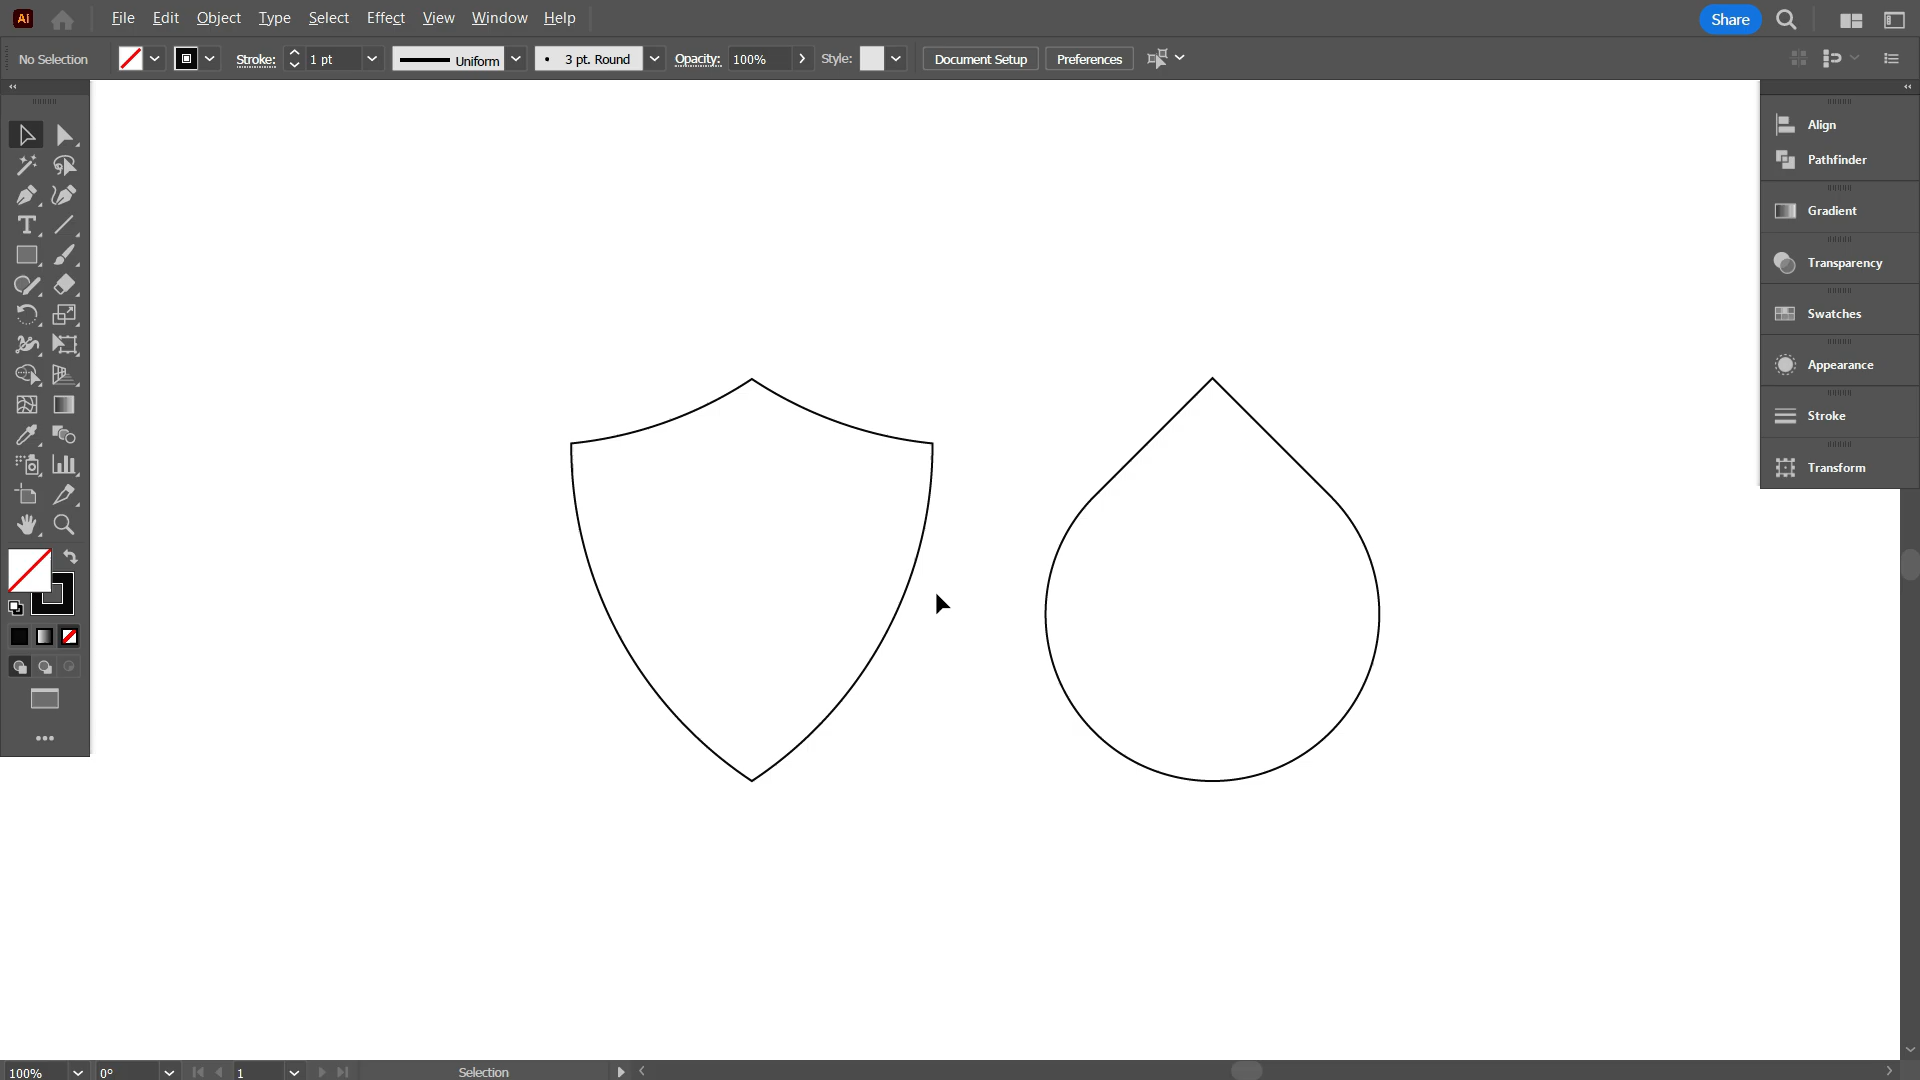 Ai File Edit Object Type Select Effect View Window Help Share
No Selection Stroke: 1 pt Uniform 3 pt. Round Opacity: 100% Style: Document Setup Preferences
Align
Pathfinder
Gradient
Transparency
Swatches
Appearance
Stroke
Transform
100% 0° 1 Selection